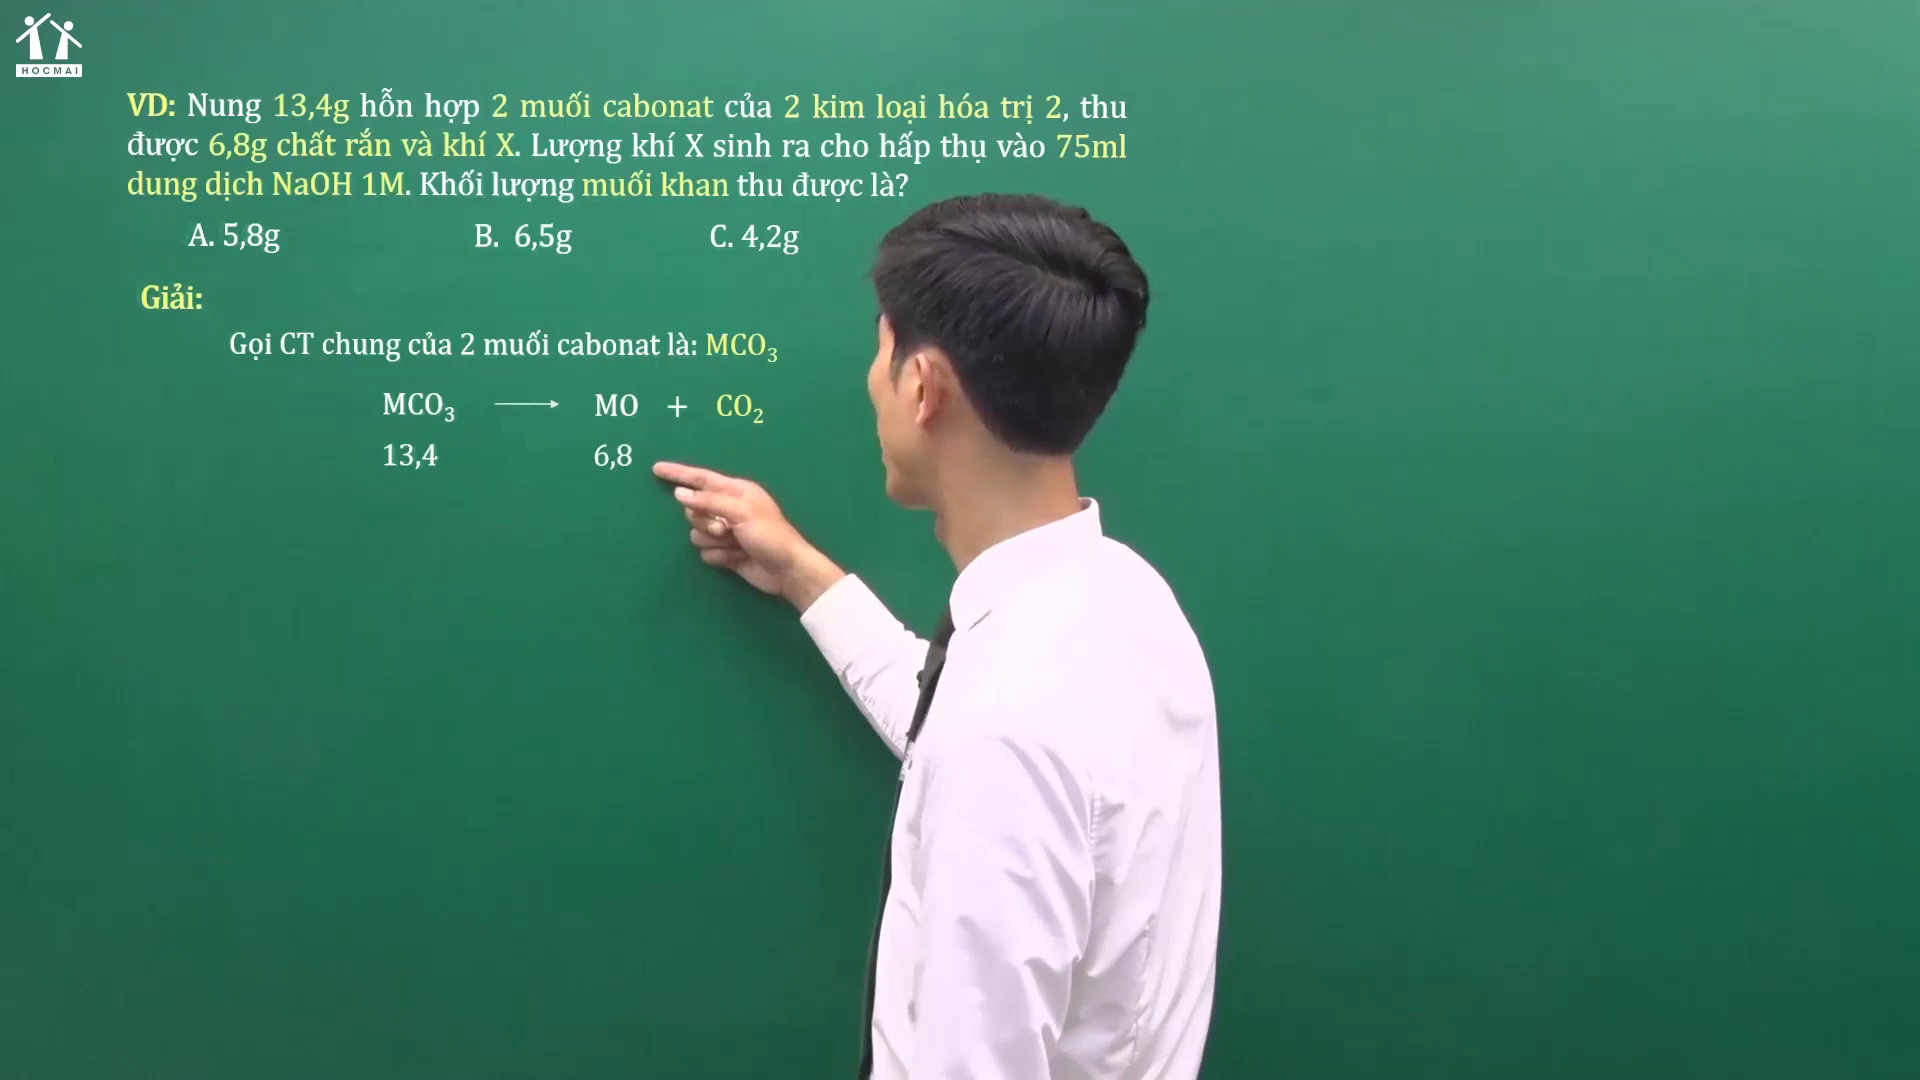 HOCMAI
VD: Nung 13,4g hỗn hợp 2 muối cabonat của 2 kim loại hóa trị 2, thu
được 6,8g chất rắn và khí X. Lượng khí X sinh ra cho hấp thụ vào 75ml
dung dịch NaOH 1M. Khối lượng muối khan thu được là?
A. 5,8g B. 6,5g C. 4,2g
Giải:
Gọi CT chung của 2 muối cabonat là: MCO₃
MCO₃ ⟶ MO + CO₂
13,4 6,8